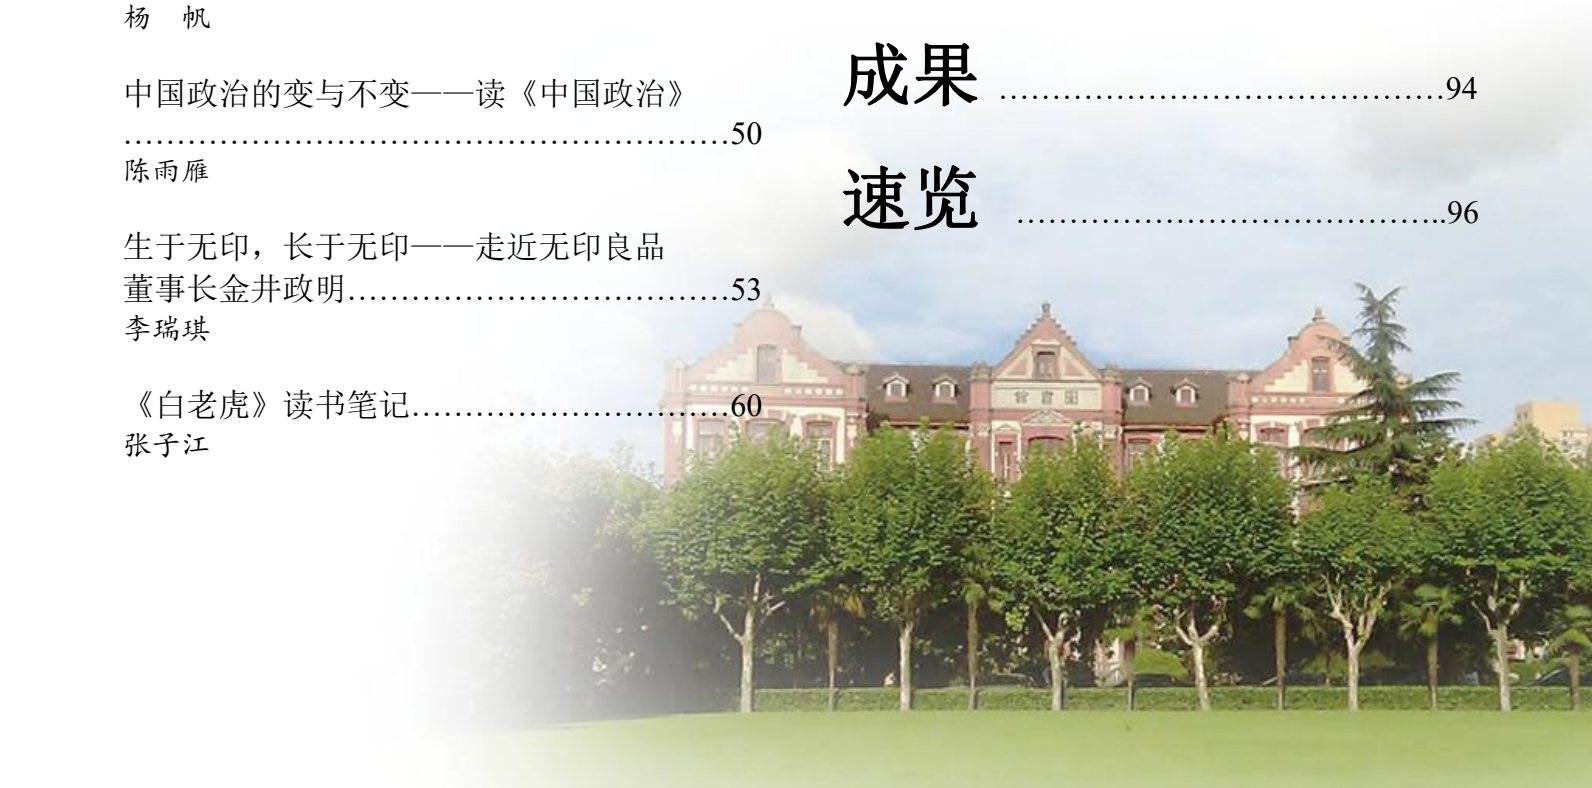 杨　帆
中国政治的变与不变——读《中国政治》
……………………………………………………50
陈雨雁
生于无印，长于无印——走近无印良品
董事长金井政明………………………………53
李瑞琪
《白老虎》读书笔记…………………………60
张子江
成果 ……………………………………94
速览 …………………………………..96